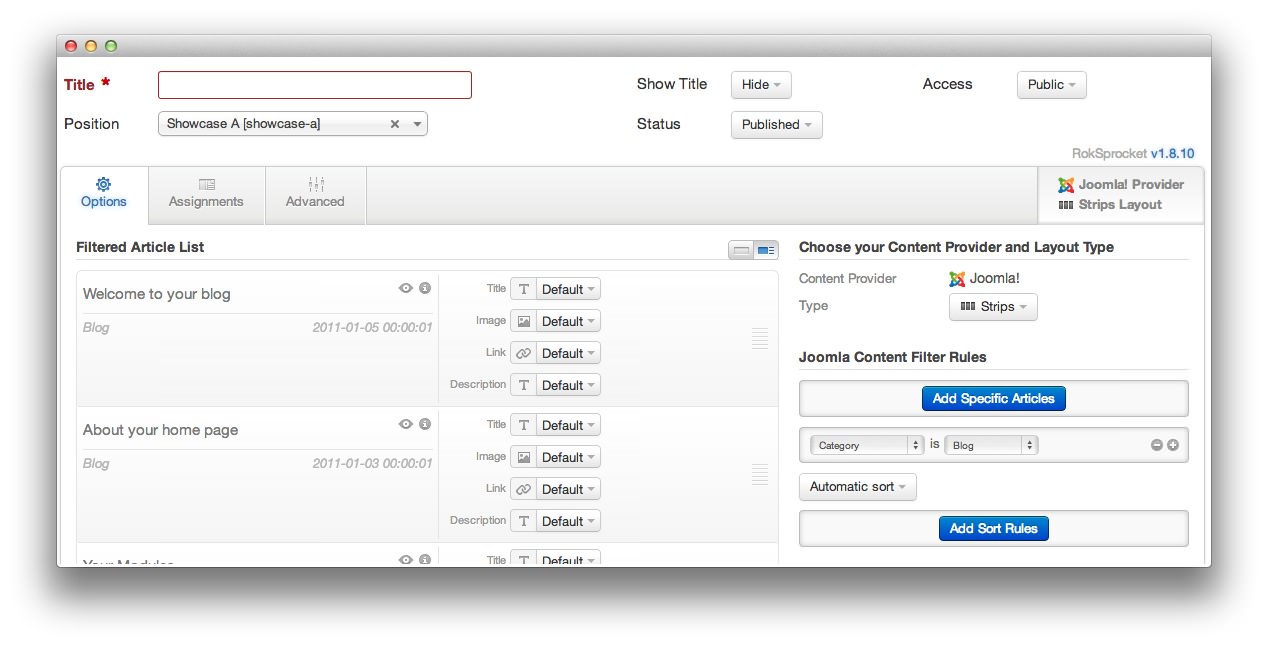 Title *
Show Title Hide
Access Public
Position Showcase A [showcase-a]
Status Published
RokSprocket v1.8.10
Options
Assignments
Advanced
Joomla! Provider
Strips Layout
Filtered Article List
Welcome to your blog
Blog 2011-01-05 00:00:01
Title T Default
Image Default
Link Default
Description T Default
About your home page
Blog 2011-01-03 00:00:01
Title T Default
Image Default
Link Default
Description T Default
Your Modules
Title T Default
Choose your Content Provider and Layout Type
Content Provider Joomla!
Type Strips
Joomla Content Filter Rules
Add Specific Articles
Category is Blog
Automatic sort
Add Sort Rules